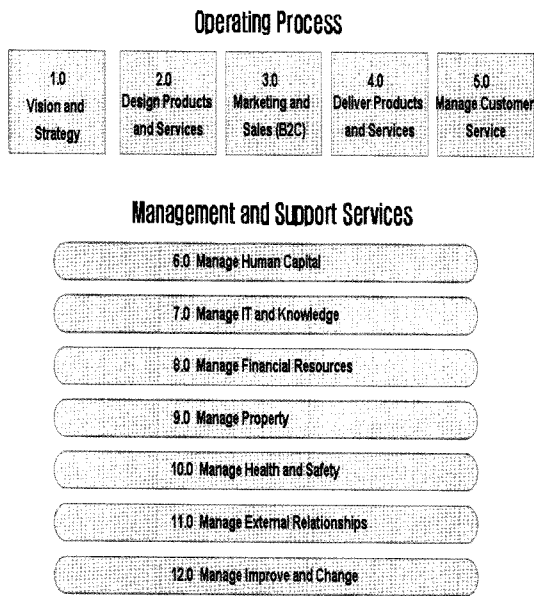 Operating Process
1.0
Vision and
Strategy
2.0
Design Products
and Services
3.0
Marketing and
Sales (B2C)
4.0
Deliver Products
and Services
5.0
Manage Customer
Service
Management and Support Services
6.0 Manage Human Capital
7.0 Manage IT and Knowledge
8.0 Manage Financial Resources
9.0 Manage Property
10.0 Manage Health and Safety
11.0 Manage External Relationships
12.0 Manage Improve and Change